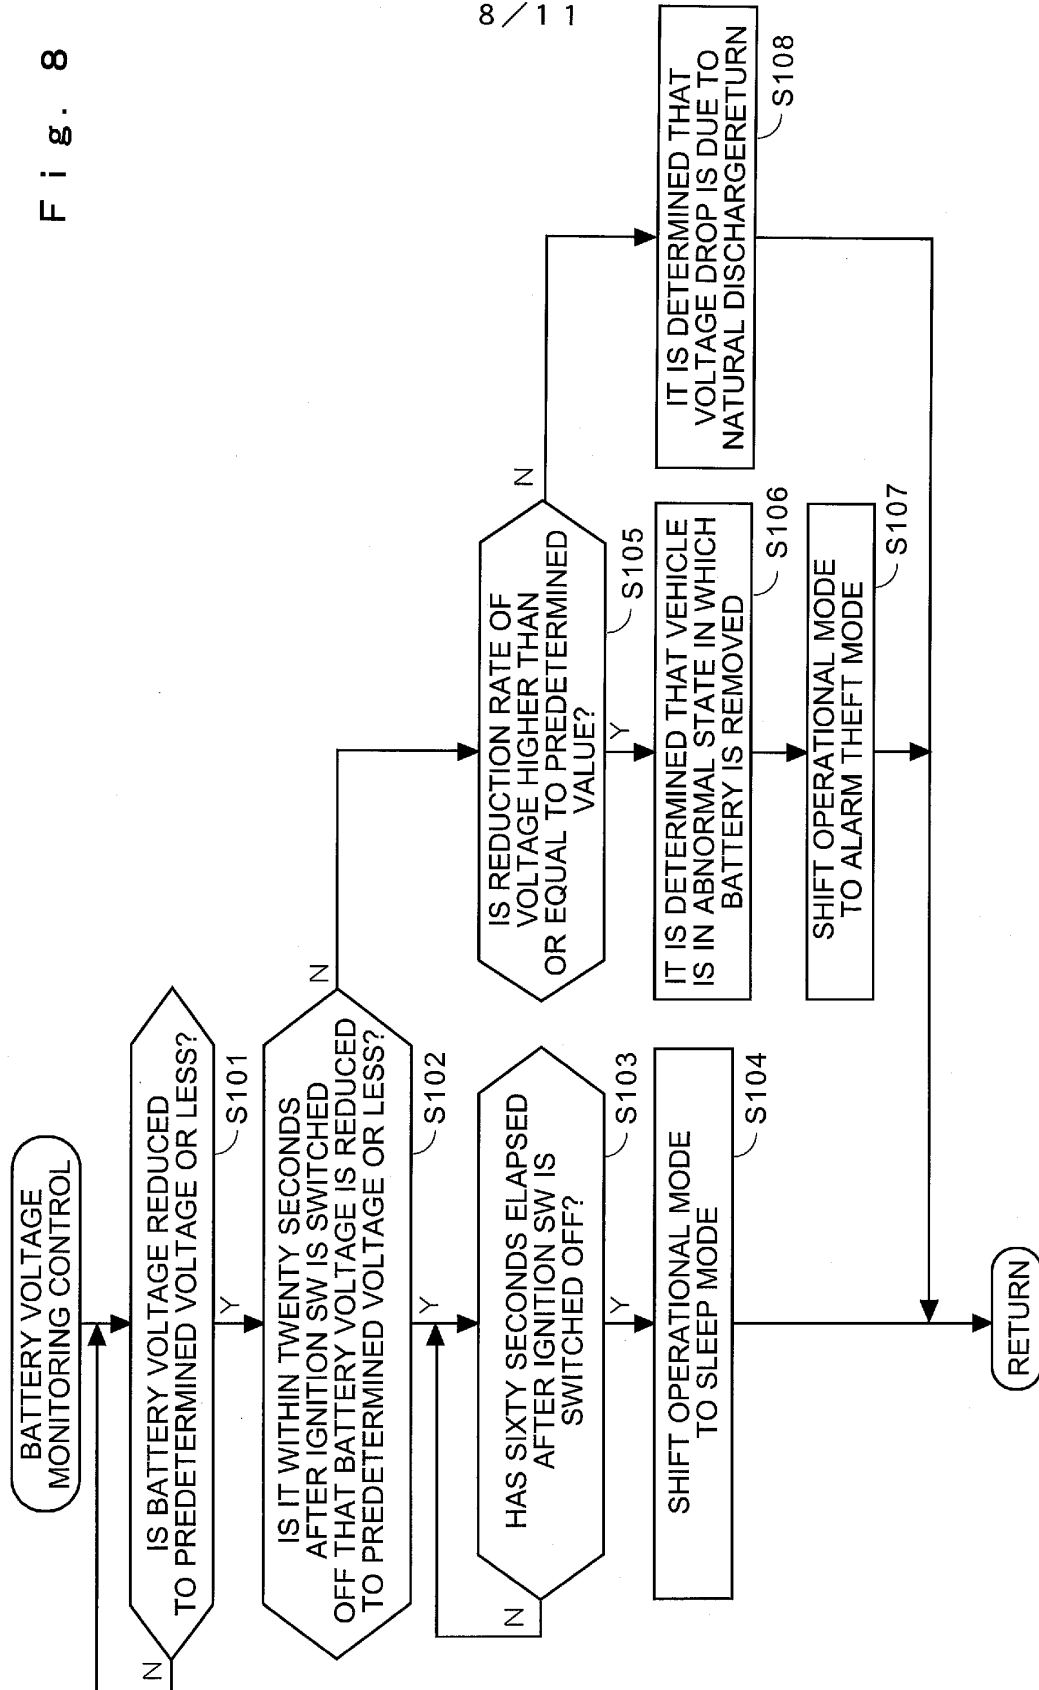 8/11
Fig. 8
BATTERY VOLTAGE
MONITORING CONTROL
IS BATTERY VOLTAGE REDUCED
TO PREDETERMINED VOLTAGE OR LESS?
S101
N
Y
IS IT WITHIN TWENTY SECONDS
AFTER IGNITION SW IS SWITCHED
OFF THAT BATTERY VOLTAGE IS REDUCED
TO PREDETERMINED VOLTAGE OR LESS?
S102
N
Y
HAS SIXTY SECONDS ELAPSED
AFTER IGNITION SW IS
SWITCHED OFF?
S103
N
Y
SHIFT OPERATIONAL MODE
TO SLEEP MODE
S104
IS REDUCTION RATE OF
VOLTAGE HIGHER THAN
OR EQUAL TO PREDETERMINED
VALUE?
S105
N
Y
IT IS DETERMINED THAT VEHICLE
IS IN ABNORMAL STATE IN WHICH
BATTERY IS REMOVED
S106
SHIFT OPERATIONAL MODE
TO ALARM THEFT MODE
S107
IT IS DETERMINED THAT
VOLTAGE DROP IS DUE TO
NATURAL DISCHARGERETURN
S108
RETURN